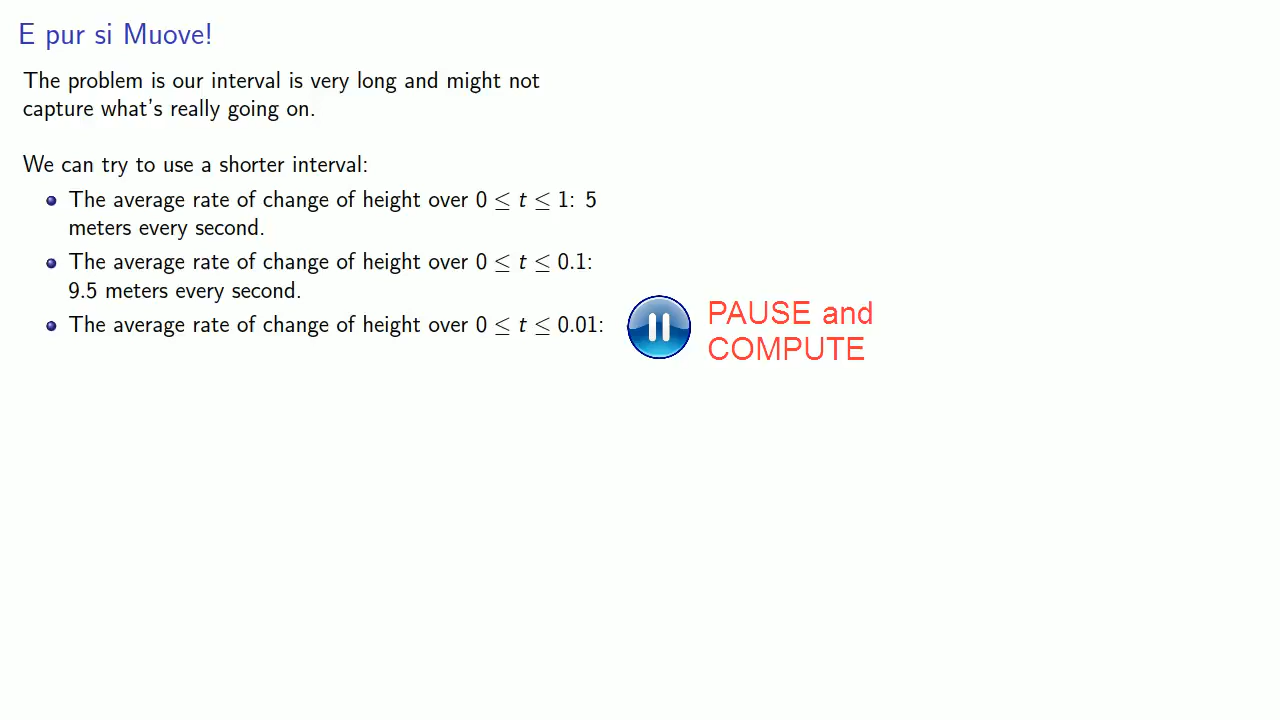 E pur si Muove!
The problem is our interval is very long and might not
capture what's really going on.
We can try to use a shorter interval:
The average rate of change of height over 0 ≤ t ≤ 1: 5
meters every second.
The average rate of change of height over 0 ≤ t ≤ 0.1:
9.5 meters every second.
The average rate of change of height over 0 ≤ t ≤ 0.01:
PAUSE and
COMPUTE